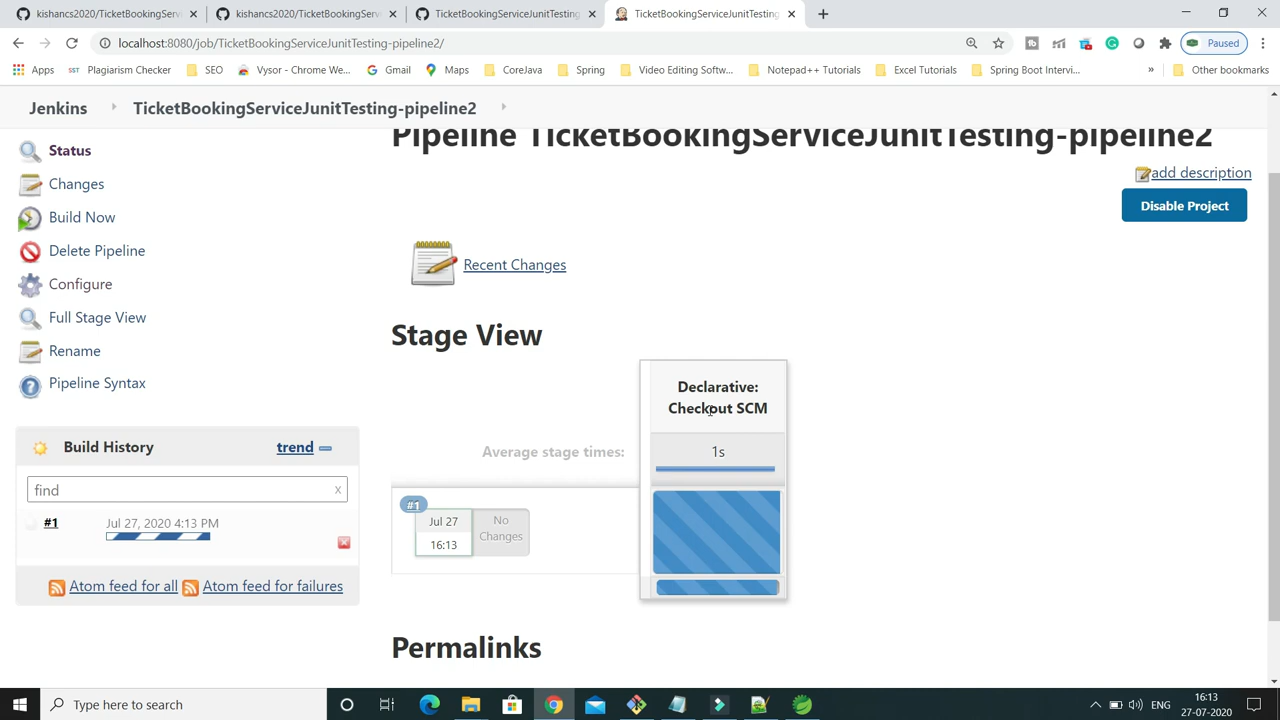 kishancs2020/TicketBookingServi
kishancs2020/TicketBookingServi
TicketBookingServiceJunitTesting
TicketBookingServiceJunitTesting-
localhost:8080/job/TicketBookingServiceJunitTesting-pipeline2/
Paused
Apps
SST
Plagiarism Checker
SEO
Vysor - Chrome We...
Gmail
Maps
CoreJava
Spring
Video Editing Softw...
Notepad++ Tutorials
Excel Tutorials
Spring Boot Intervi...
»
Other bookmarks
Jenkins
TicketBookingServiceJunitTesting-pipeline2
Pipeline TicketBookingServiceJunitTesting-pipeline2
Status
Changes
Build Now
Delete Pipeline
Configure
Full Stage View
Rename
Pipeline Syntax
add description
Disable Project
Recent Changes
Stage View
Declarative:
Checkout SCM
Average stage times:
1s
#1
Jul 27
16:13
No
Changes
Build History
trend
find
x
#1
Jul 27, 2020 4:13 PM
Atom feed for all
Atom feed for failures
Permalinks
Type here to search
ENG
16:13
27-07-2020